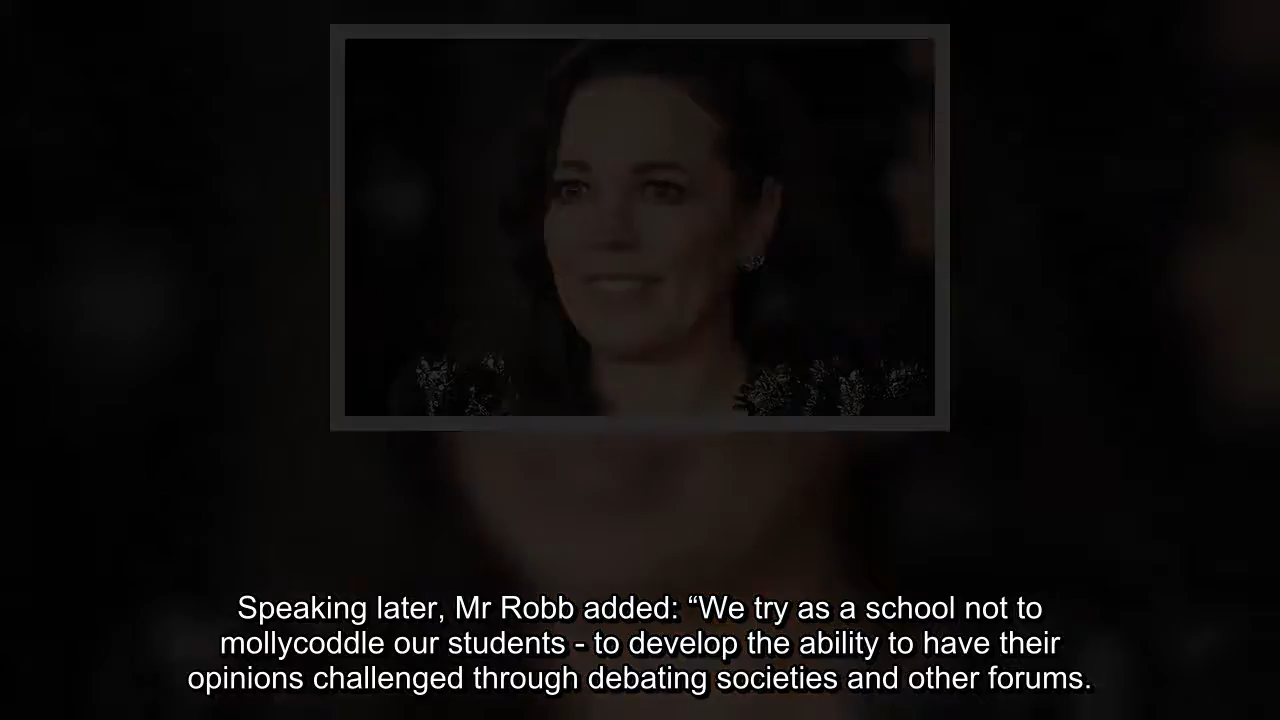 Speaking later, Mr Robb added: “We try as a school not to
mollycoddle our students - to develop the ability to have their
opinions challenged through debating societies and other forums.